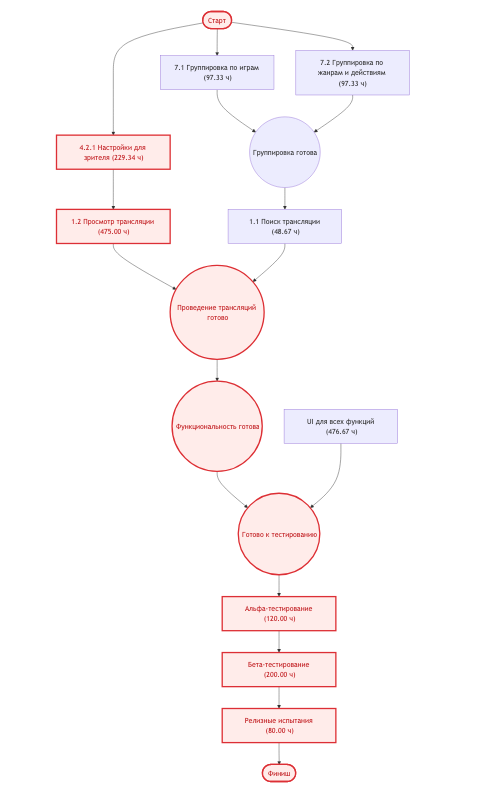 Старт
7.1 Группировка по играм
(97.33 ч)
7.2 Группировка по
жанрам и действиям
(97.33 ч)
4.2.1 Настройки для
зрителя (229.34 ч)
Группировка готова
1.2 Просмотр трансляции
(475.00 ч)
1.1 Поиск трансляции
(48.67 ч)
Проведение трансляций
готово
Функциональность готова
UI для всех функций
(476.67 ч)
Готово к тестированию
Альфа-тестирование
(120.00 ч)
Бета-тестирование
(200.00 ч)
Релизные испытания
(80.00 ч)
Финиш